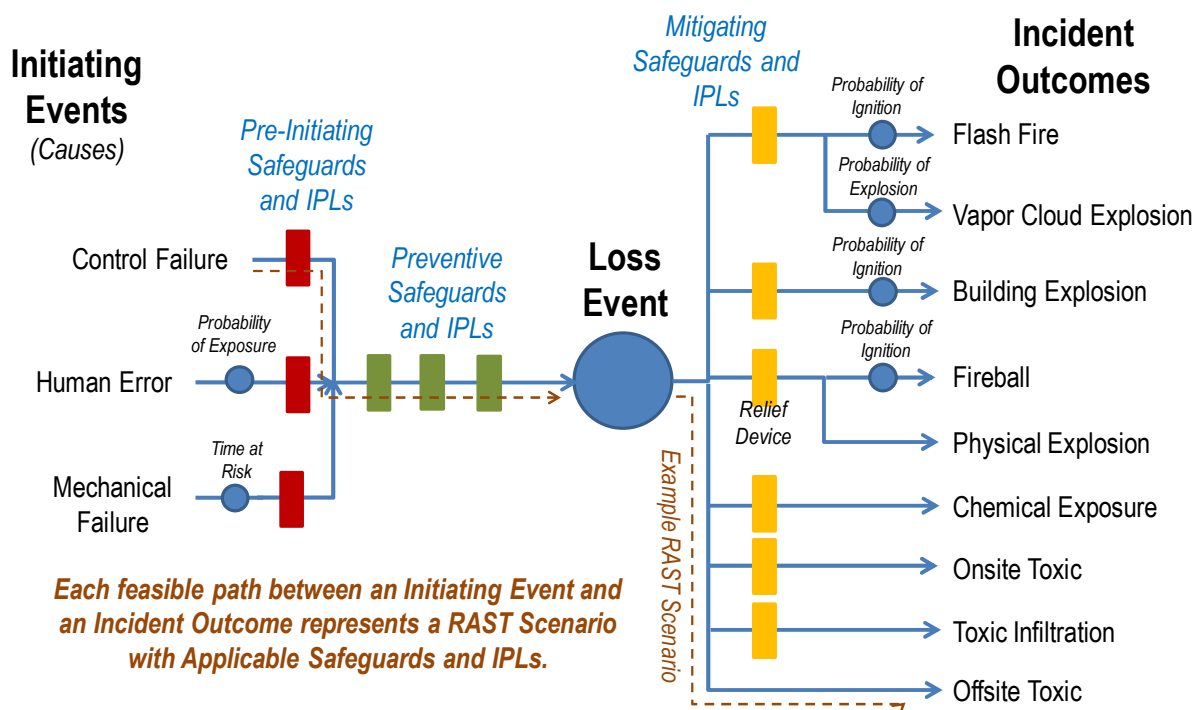 Initiating
Events
(Causes)
Pre-Initiating
Safeguards
and IPLs
Control Failure
Probability
of Exposure
Human Error
Time at
Risk
Mechanical
Failure
Preventive
Safeguards
and IPLs
Loss
Event
Mitigating
Safeguards and
IPLs
Incident
Outcomes
Probability of
Ignition
Flash Fire
Probability of
Explosion
Vapor Cloud Explosion
Probability of
Ignition
Building Explosion
Probability of
Ignition
Fireball
Relief
Device
Physical Explosion
Chemical Exposure
Onsite Toxic
Toxic Infiltration
Offsite Toxic
Example RAST Scenario
Each feasible path between an Initiating Event and
an Incident Outcome represents a RAST Scenario
with Applicable Safeguards and IPLs.